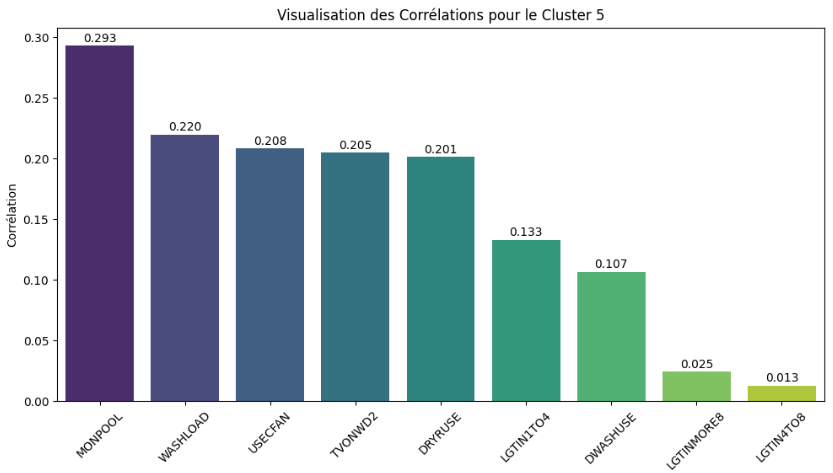 Visualisation des Corrélations pour le Cluster 5
Corrélation
0.30
0.25
0.20
0.15
0.10
0.05
0.00
0.293
0.220
0.208
0.205
0.201
0.133
0.107
0.025
0.013
MONPOOL
WASHLOAD
USECFAN
TVONWD2
DRYRUSE
LGTIN1TO4
DWASHUSE
LGTINMORE8
LGTIN4TO8